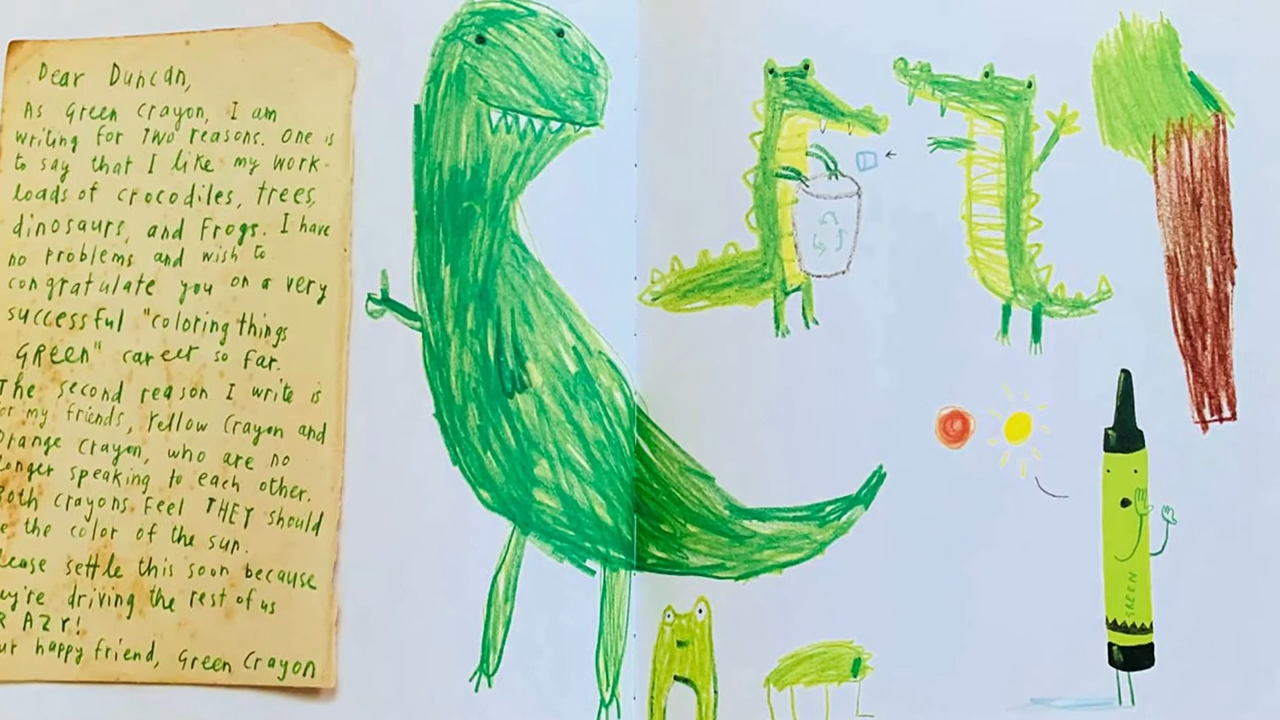 Dear Duncan,
As Green Crayon, I am
writing for Two reasons. One is
to say that I like my work-
loads of crocodiles, trees,
dinosaurs, and Frogs. I have
no problems and wish to
congratulate you on a very
successful "coloring things
GREEN" career so far.
The second reason I write is
my friends, Yellow Crayon and
Orange Crayon, who are no
longer speaking to each other.
Both crayons feel THEY should
the color of the sun.
settle this soon because
driving the rest of us
happy friend, Green Crayon
GREEN